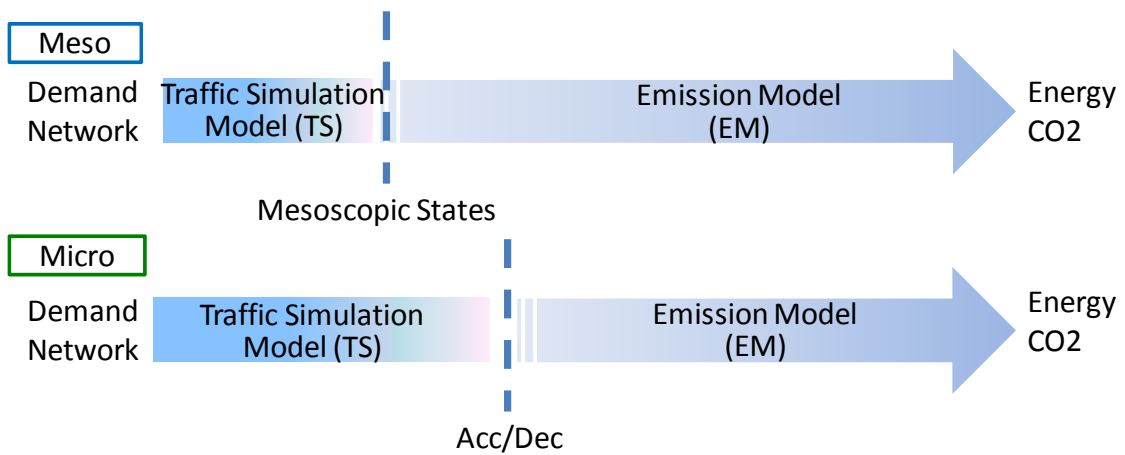 Meso
Demand
Network
Traffic Simulation
Model (TS)
Emission Model
(EM)
Energy
CO2
Mesoscopic States
Micro
Demand
Network
Traffic Simulation
Model (TS)
Emission Model
(EM)
Energy
CO2
Acc/Dec